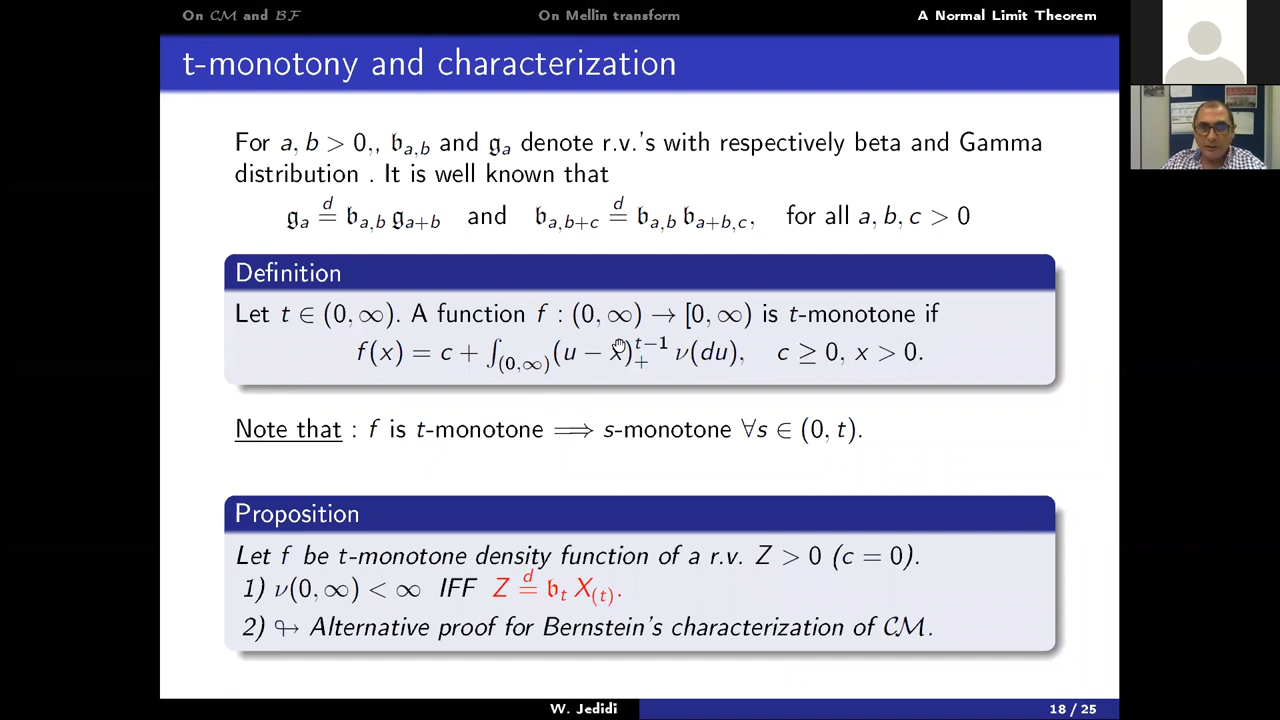 On CM and BF On Mellin transform A Normal Limit Theorem
t-monotony and characterization
For a, b > 0,, 𝔟_{a,b} and 𝔤_a denote r.v.'s with respectively beta and Gamma
distribution . It is well known that
𝔤_a =^d 𝔟_{a,b} 𝔤_{a+b} and 𝔟_{a,b+c} =^d 𝔟_{a,b} 𝔟_{a+b,c}, for all a, b, c > 0
Definition
Let t ∈ (0, ∞). A function f : (0, ∞) → [0, ∞) is t-monotone if
f(x) = c + ∫_{(0,∞)} (u − x)_+^{t−1} ν(du), c ≥ 0, x > 0.
Note that : f is t-monotone ⟹ s-monotone ∀s ∈ (0, t).
Proposition
Let f be t-monotone density function of a r.v. Z > 0 (c = 0).
1) ν(0, ∞) < ∞ IFF Z =^d 𝔟_t X_{(t)}.
2) ↬ Alternative proof for Bernstein's characterization of CM.
W. Jedidi 18 / 25